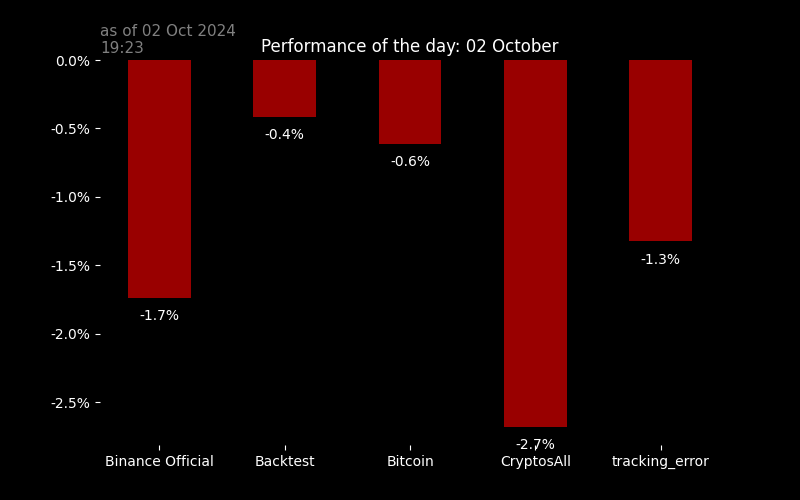 as of 02 Oct 2024
19:23
Performance of the day: 02 October
0.0%
-0.5%
-1.0%
-1.5%
-2.0%
-2.5%
-1.7%
-0.4%
-0.6%
-2.7%
-1.3%
Binance Official
Backtest
Bitcoin
CryptosAll
tracking_error